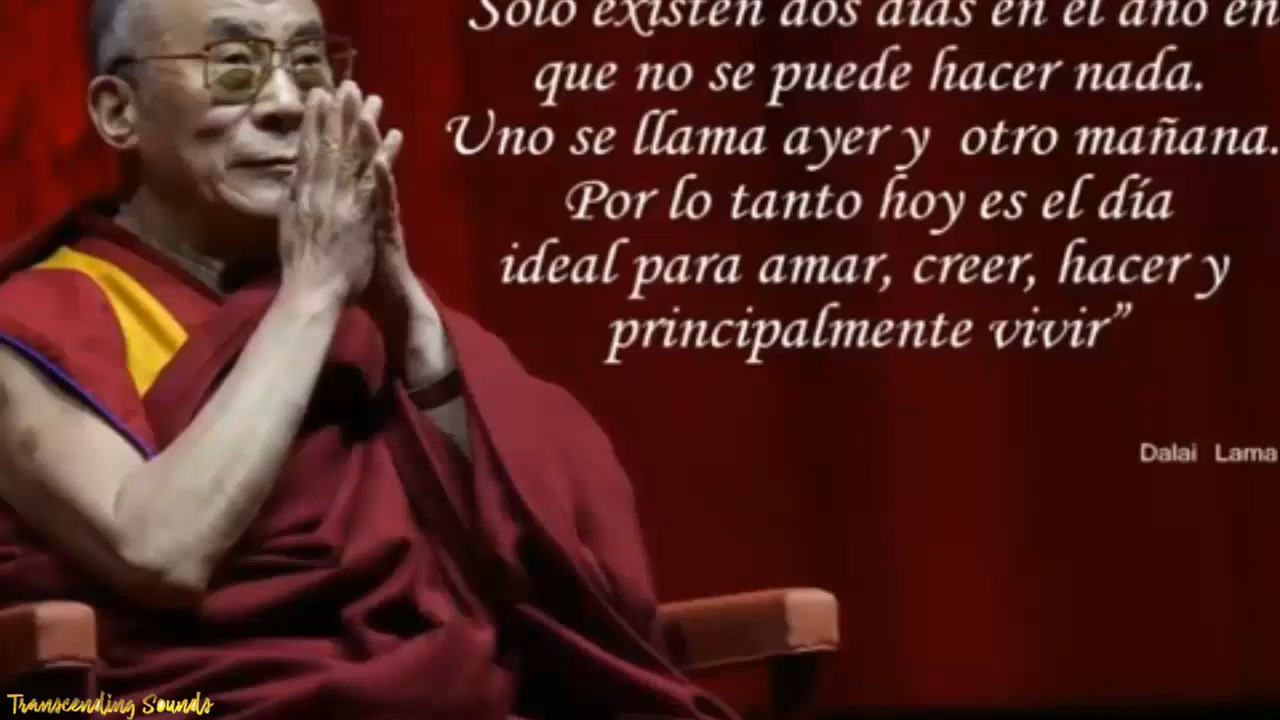 Solo existen dos días en el año en
que no se puede hacer nada.
Uno se llama ayer y otro mañana.
Por lo tanto hoy es el día
ideal para amar, creer, hacer y
principalmente vivir”
Dalai Lama
Transcending Sounds